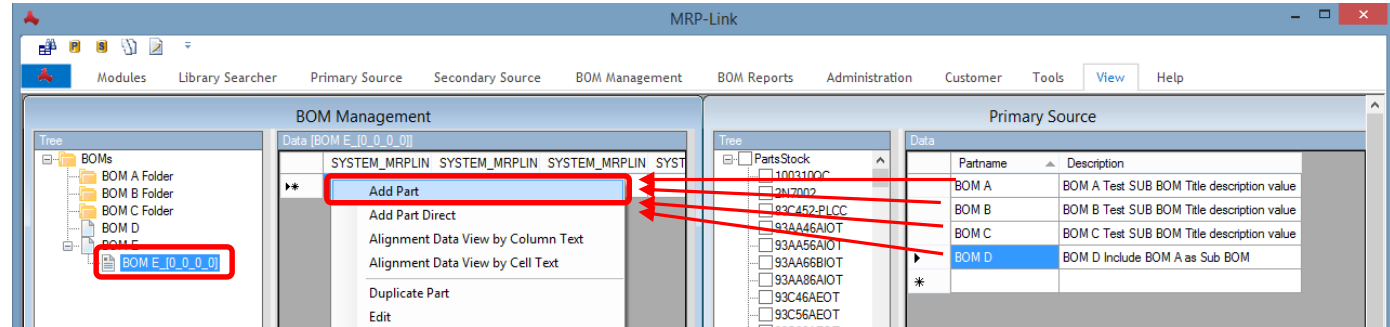 MRP-Link
Modules Library Searcher Primary Source Secondary Source BOM Management BOM Reports Administration Customer Tools View Help
BOM Management
Tree
BOMs
BOM A Folder
BOM B Folder
BOM C Folder
BOM D
BOM E
BOM E_[0_0_0_0]
Data [BOM E_[0_0_0_0]]
SYSTEM_MRPLIN SYSTEM_MRPLIN SYSTEM_MRPLIN SYST
Add Part
Add Part Direct
Alignment Data View by Column Text
Alignment Data View by Cell Text
Duplicate Part
Edit
Primary Source
Tree
PartsStock
100310QC
2N7002
83C452-PLCC
93AA46AIOT
93AA56AIOT
93AA66BIOT
93AA86AIOT
93C46AEOT
93C56AEOT
Data
Partname Description
BOM A BOM A Test SUB BOM Title description value
BOM B BOM B Test SUB BOM Title description value
BOM C BOM C Test SUB BOM Title description value
BOM D BOM D Include BOM A as Sub BOM